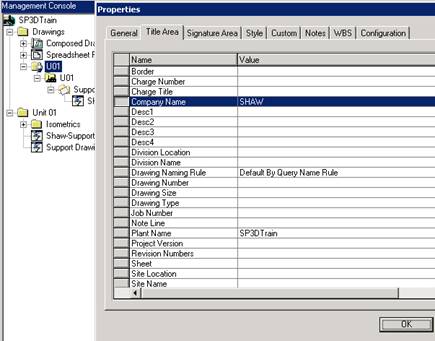 Management Console
Properties
SP3DTrain
Drawings
Composed Dra
Spreadsheet F
U01
U01
Suppo
SH
Unit 01
Isometrics
Shaw-Support
Support Drawi
General
Title Area
Signature Area
Style
Custom
Notes
WBS
Configuration
Name Value
Border
Charge Number
Charge Title
Company Name SHAW
Desc1
Desc2
Desc3
Desc4
Division Location
Division Name
Drawing Naming Rule Default By Query Name Rule
Drawing Number
Drawing Size
Drawing Type
Job Number
Note Line
Plant Name SP3DTrain
Project Version
Revision Numbers
Sheet
Site Location
Site Name
OK